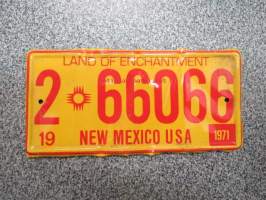 LAND OF ENCHANTMENT
2 66066
19 NEW MEXICO USA 1971